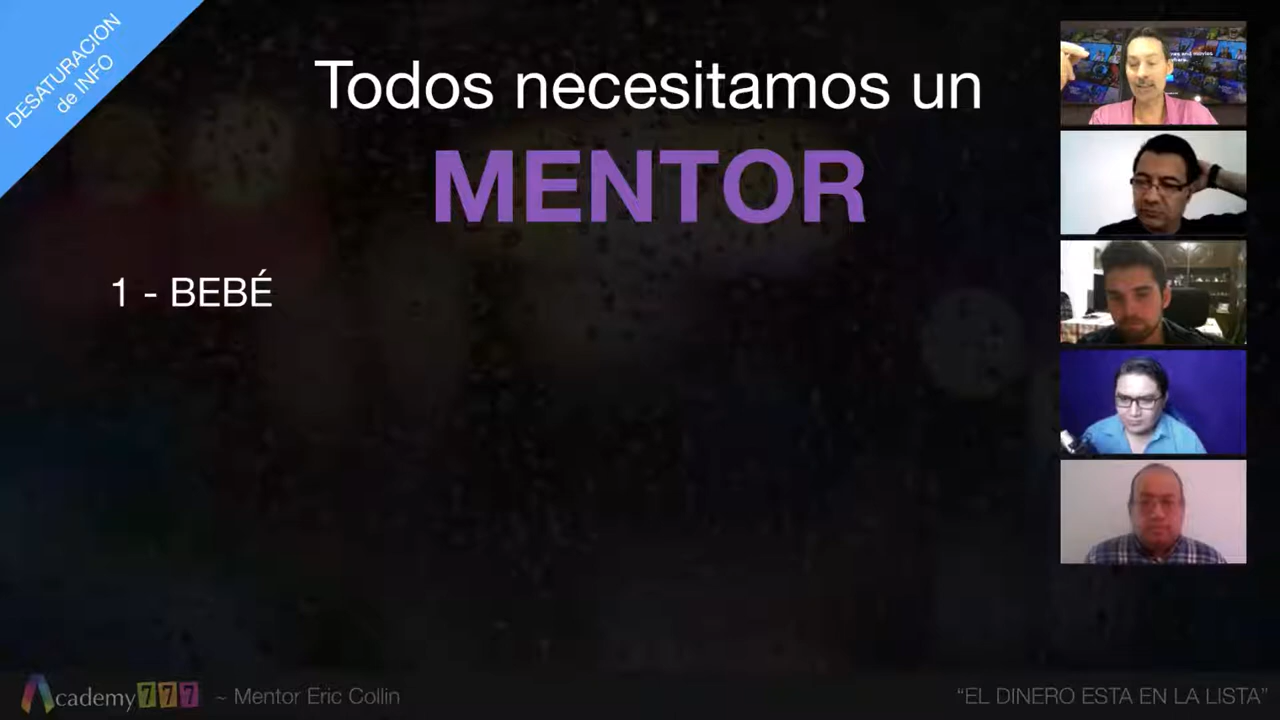 DESATURACION
de INFO
Todos necesitamos un
MENTOR
1 - BEBÉ
Academy777 ~ Mentor Eric Collin
“EL DINERO ESTA EN LA LISTA”